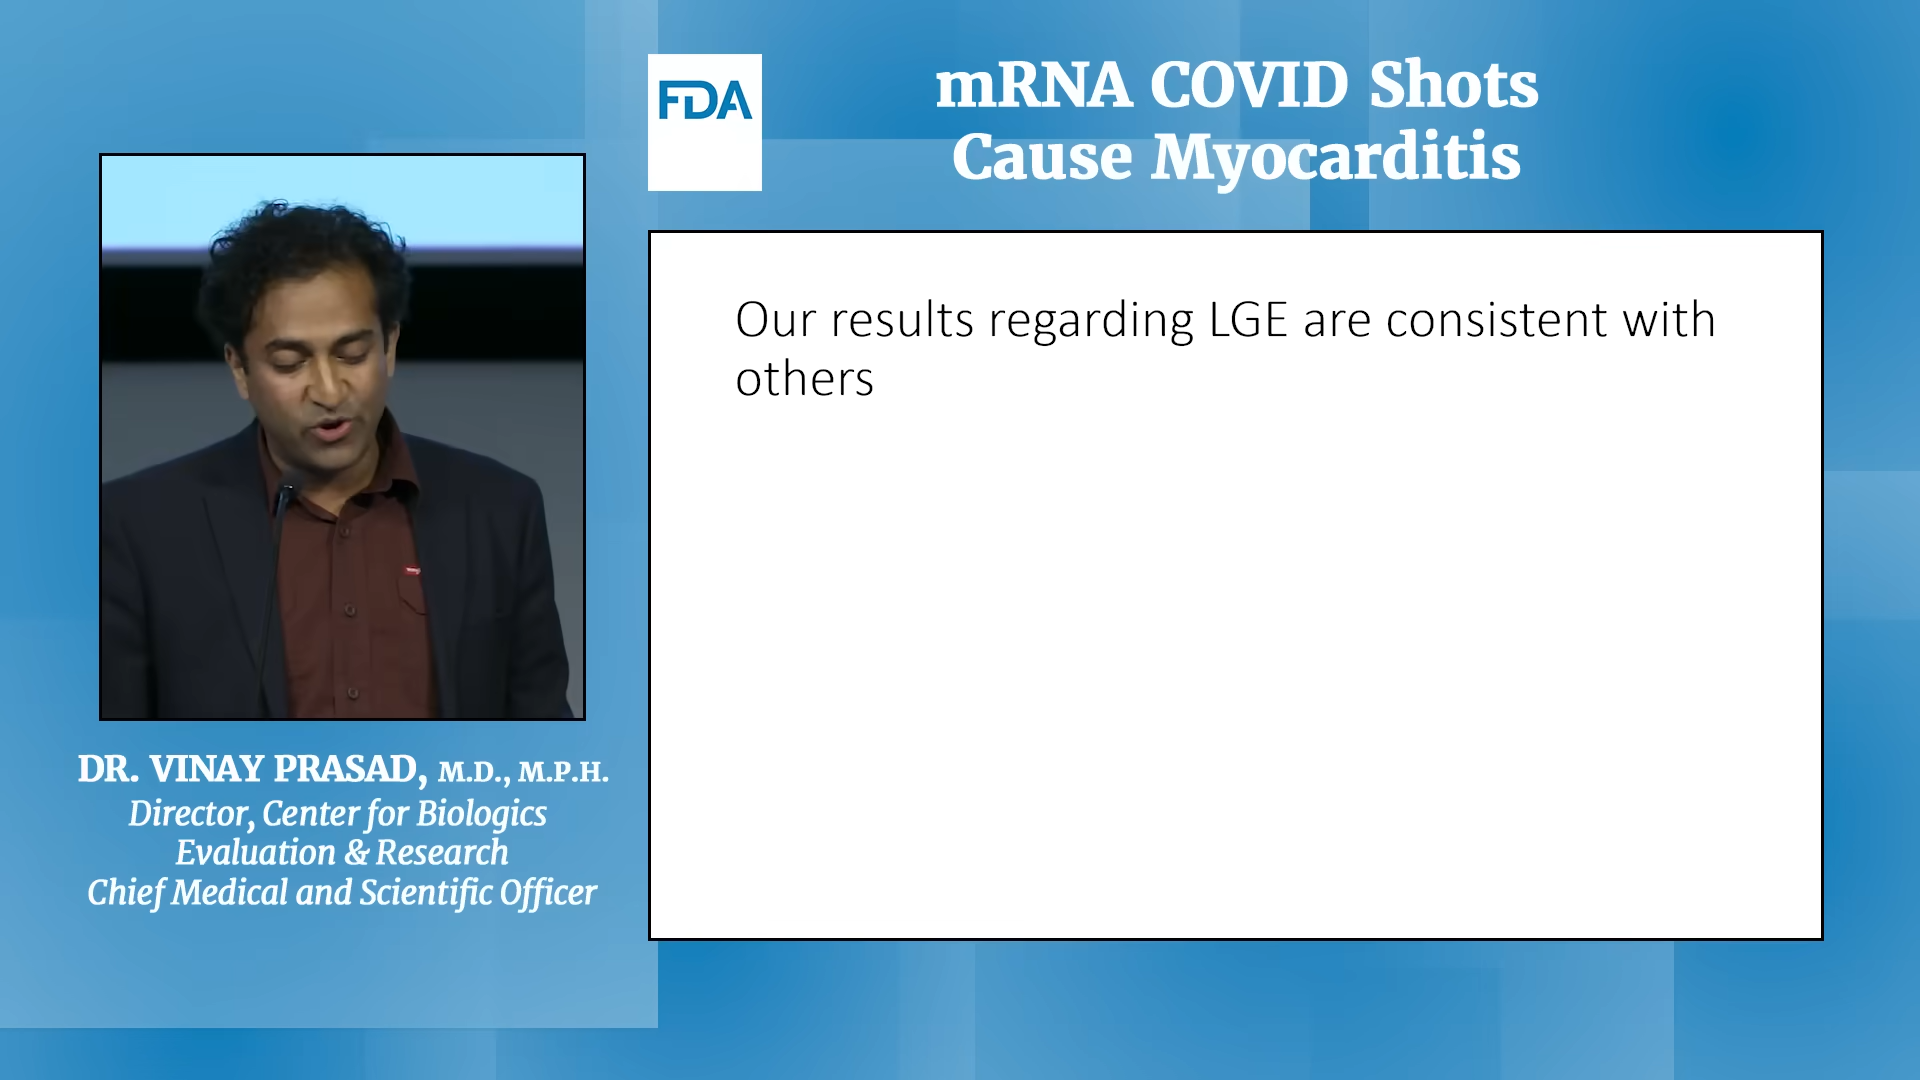 FDA
mRNA COVID Shots
Cause Myocarditis
Our results regarding LGE are consistent with
others
DR. VINAY PRASAD, M.D., M.P.H.
Director, Center for Biologics
Evaluation & Research
Chief Medical and Scientific Officer